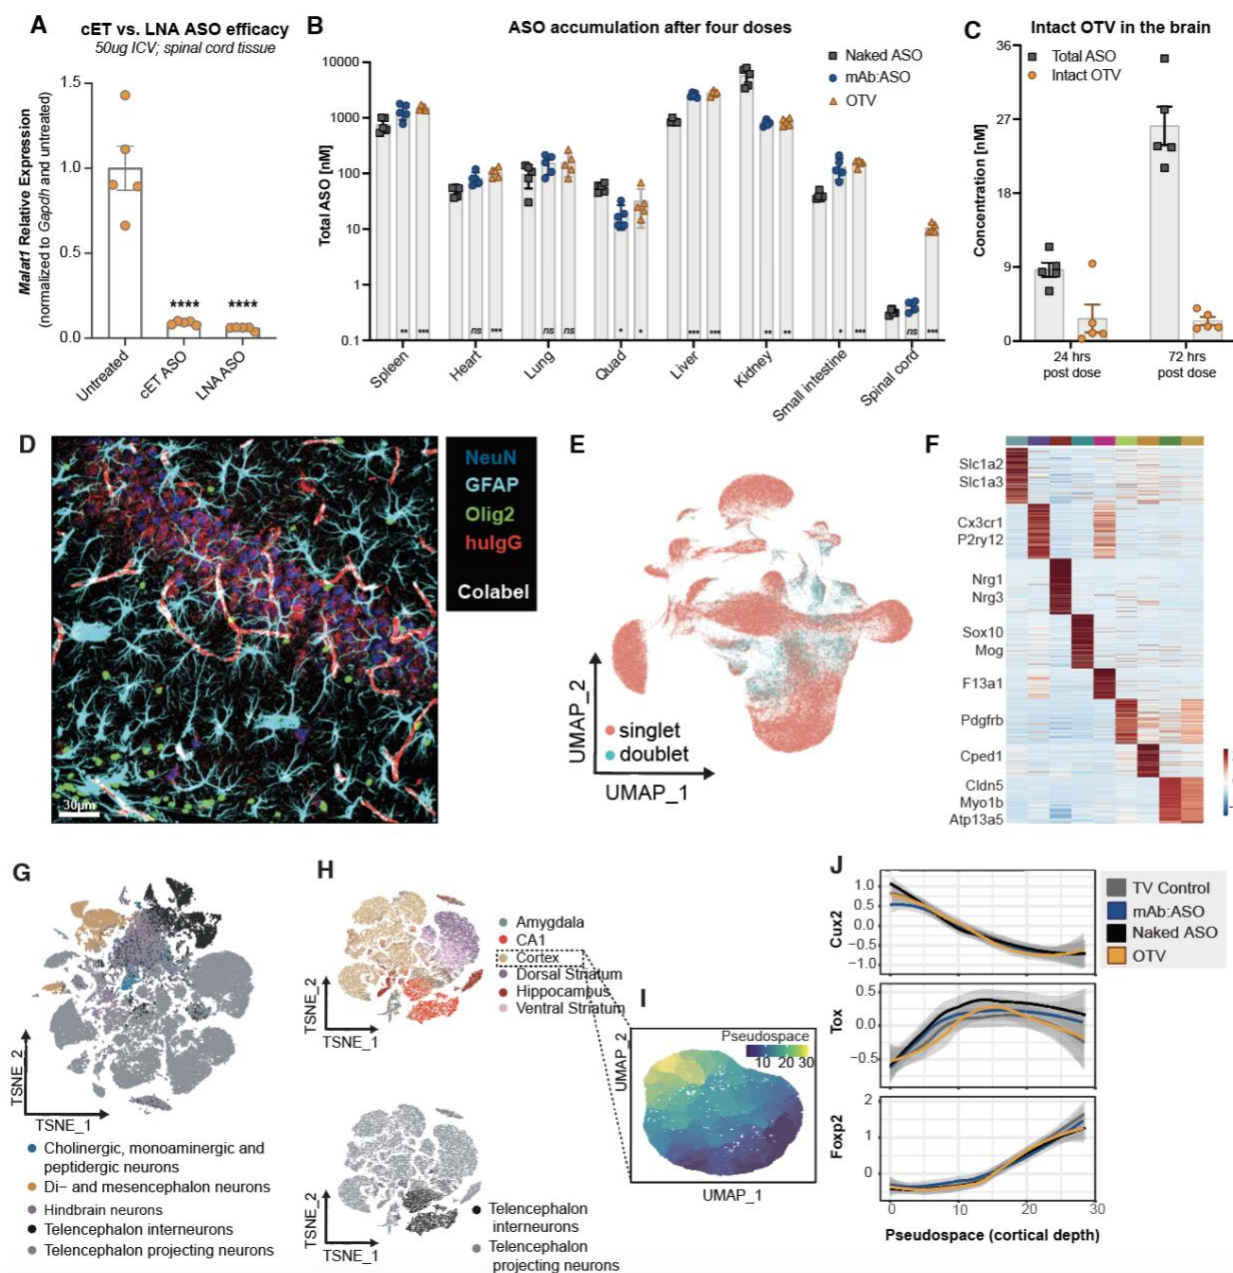 A
cET vs. LNA ASO efficacy
50ug ICV; spinal cord tissue
Malat1 Relative Expression
(normalized to Gapdh and untreated)
1.5
1.0
0.5
0.0
****
****
Untreated
cET ASO
LNA ASO
B
ASO accumulation after four doses
Naked ASO
mAb:ASO
OTV
Total ASO [nM]
10000
1000
100
10
1
0.1
** ***
ns ***
ns ns
* *
*** ***
** **
* ***
ns ***
Spleen
Heart
Lung
Quad
Liver
Kidney
Small intestine
Spinal cord
C
Intact OTV in the brain
Total ASO
Intact OTV
Concentration [nM]
36
27
18
9
0
24 hrs
post dose
72 hrs
post dose
D
NeuN
GFAP
Olig2
huIgG
Colabel
30μm
E
UMAP_2
singlet
doublet
UMAP_1
F
Slc1a2
Slc1a3
Cx3cr1
P2ry12
Nrg1
Nrg3
Sox10
Mog
F13a1
Pdgfrb
Cped1
Cldn5
Myo1b
Atp13a5
G
TSNE_2
TSNE_1
Cholinergic, monoaminergic and
peptidergic neurons
Di- and mesencephalon neurons
Hindbrain neurons
Telencephalon interneurons
Telencephalon projecting neurons
H
Amygdala
CA1
Cortex
Dorsal Striatum
Hippocampus
Ventral Striatum
TSNE_2
TSNE_1
TSNE_2
TSNE_1
Telencephalon
interneurons
Telencephalon
projecting neurons
I
UMAP_2
Pseudospace
10 20 30
UMAP_1
J
Cux2
1.0
0.5
0.0
-0.5
-1.0
Tox
0.5
0.0
-0.5
Foxp2
2
1
0
0 10 20 30
Pseudospace (cortical depth)
TV Control
mAb:ASO
Naked ASO
OTV